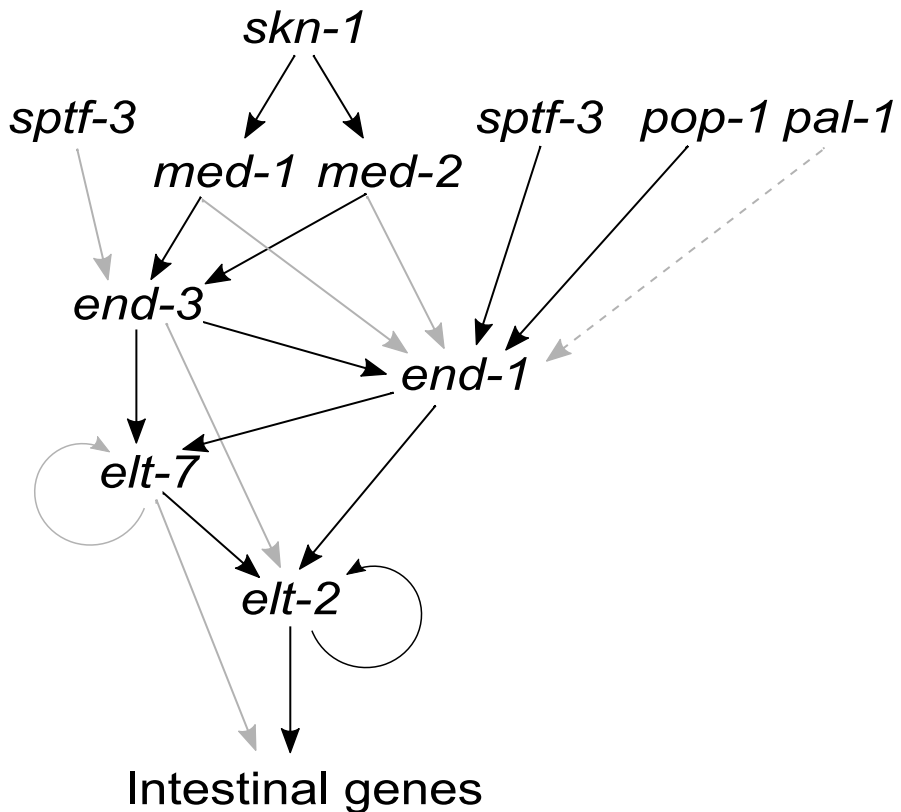 skn-1
sptf-3
sptf-3
pop-1
pal-1
med-1
med-2
end-3
end-1
elt-7
elt-2
Intestinal genes